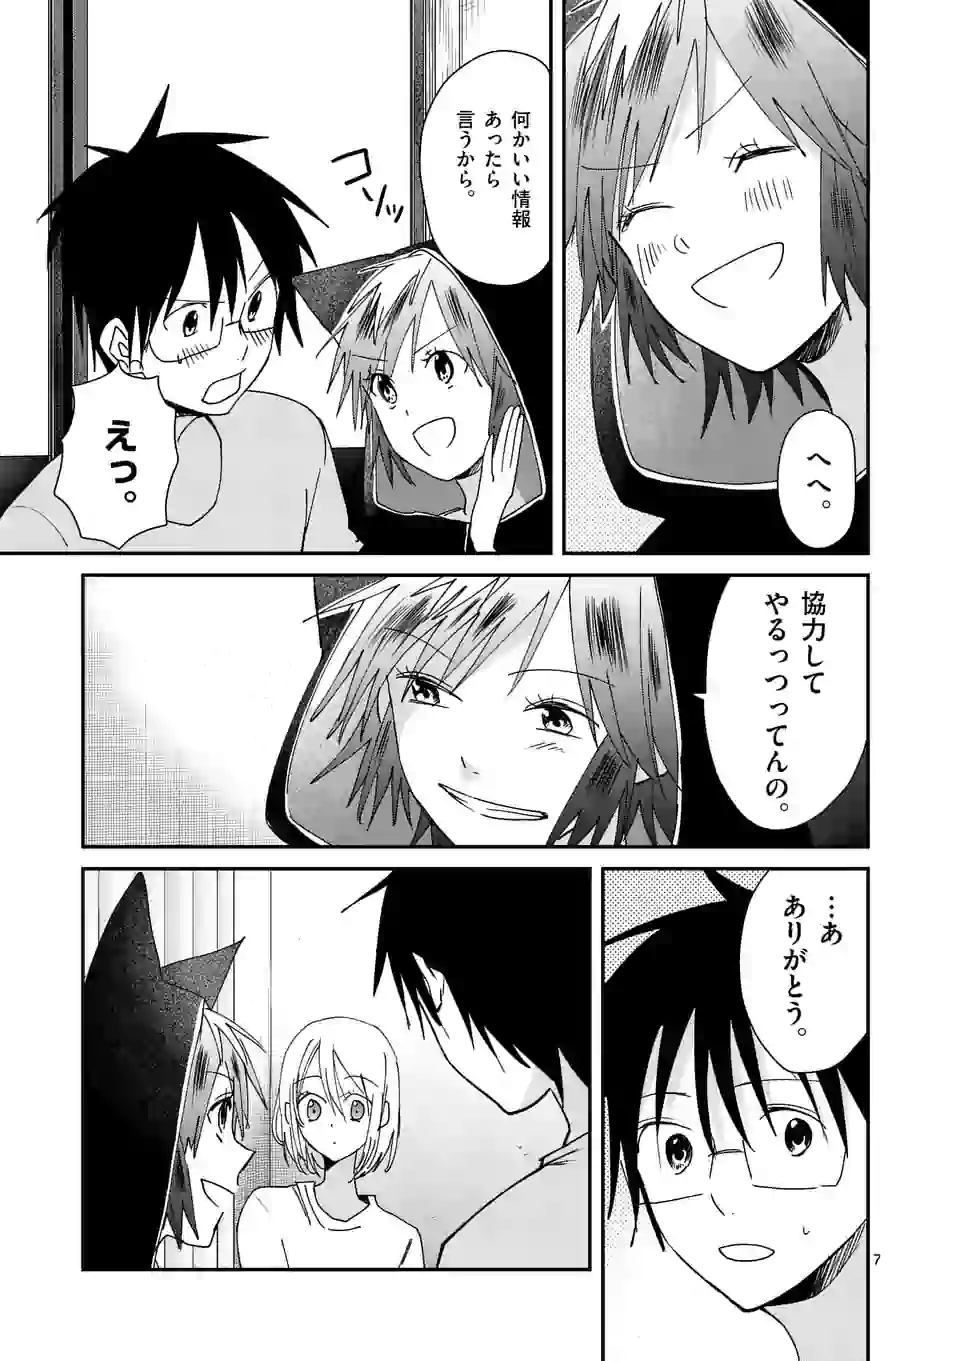 へへ。
何かいい情報
あったら
言うから。
コソッ
えっ。
協力して
やるっつってんの。
…あ
ありがとう。
7